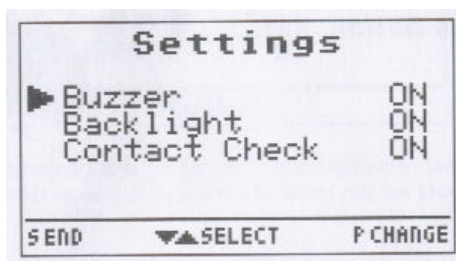 Settings
Buzzer ON
Backlight ON
Contact Check ON
S END ▼▲ SELECT P CHANGE